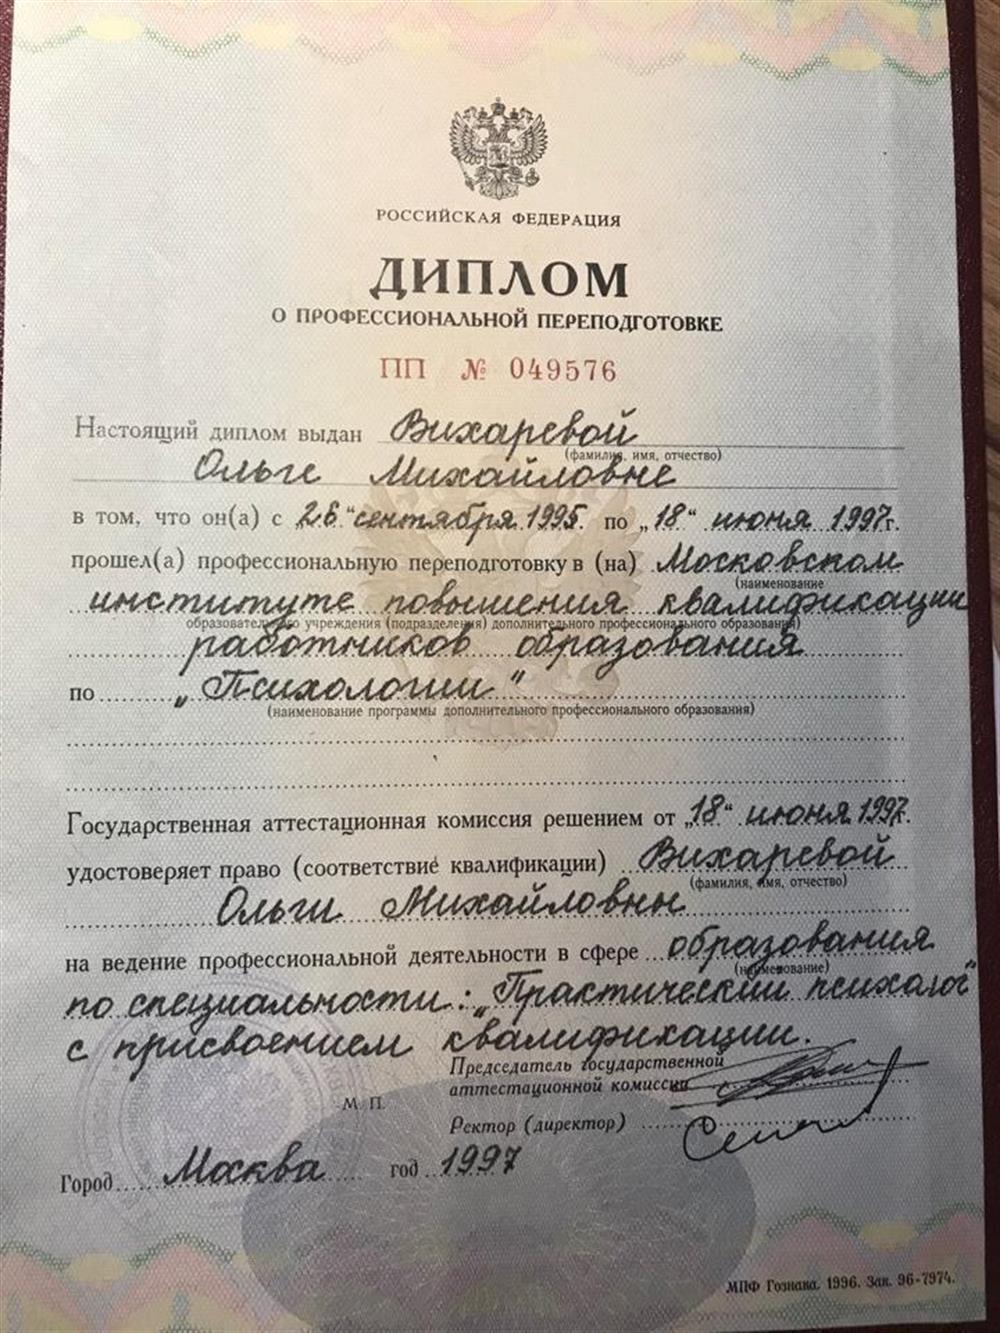 РОССИЙСКАЯ ФЕДЕРАЦИЯ
ДИПЛОМ
О ПРОФЕССИОНАЛЬНОЙ ПЕРЕПОДГОТОВКЕ
ПП № 049576
Настоящий диплом выдан Вихаревой
(фамилия, имя, отчество)
Ольге Михайловне
в том, что он(а) с „26“ сентября 1995г. по „18“ июня 1997г.
прошел(а) профессиональную переподготовку в (на) Московском
(наименование
институте повышения квалификации
образовательного учреждения (подразделения) дополнительного профессионального образования)
работников образования
по „Психологии“
(наименование программы дополнительного профессионального образования)
Государственная аттестационная комиссия решением от „18“ июня 1997г.
удостоверяет право (соответствие квалификации) Вихаревой
(фамилия, имя, отчество)
Ольги Михайловны
на ведение профессиональной деятельности в сфере образования
(наименование)
по специальности: „Практический психолог“
с присвоением квалификации.
Председатель государственной
аттестационной комиссии
М. П.
Ректор (директор)
Город Москва год 1997
МПФ Гознака. 1996. Зак. 96-7974.